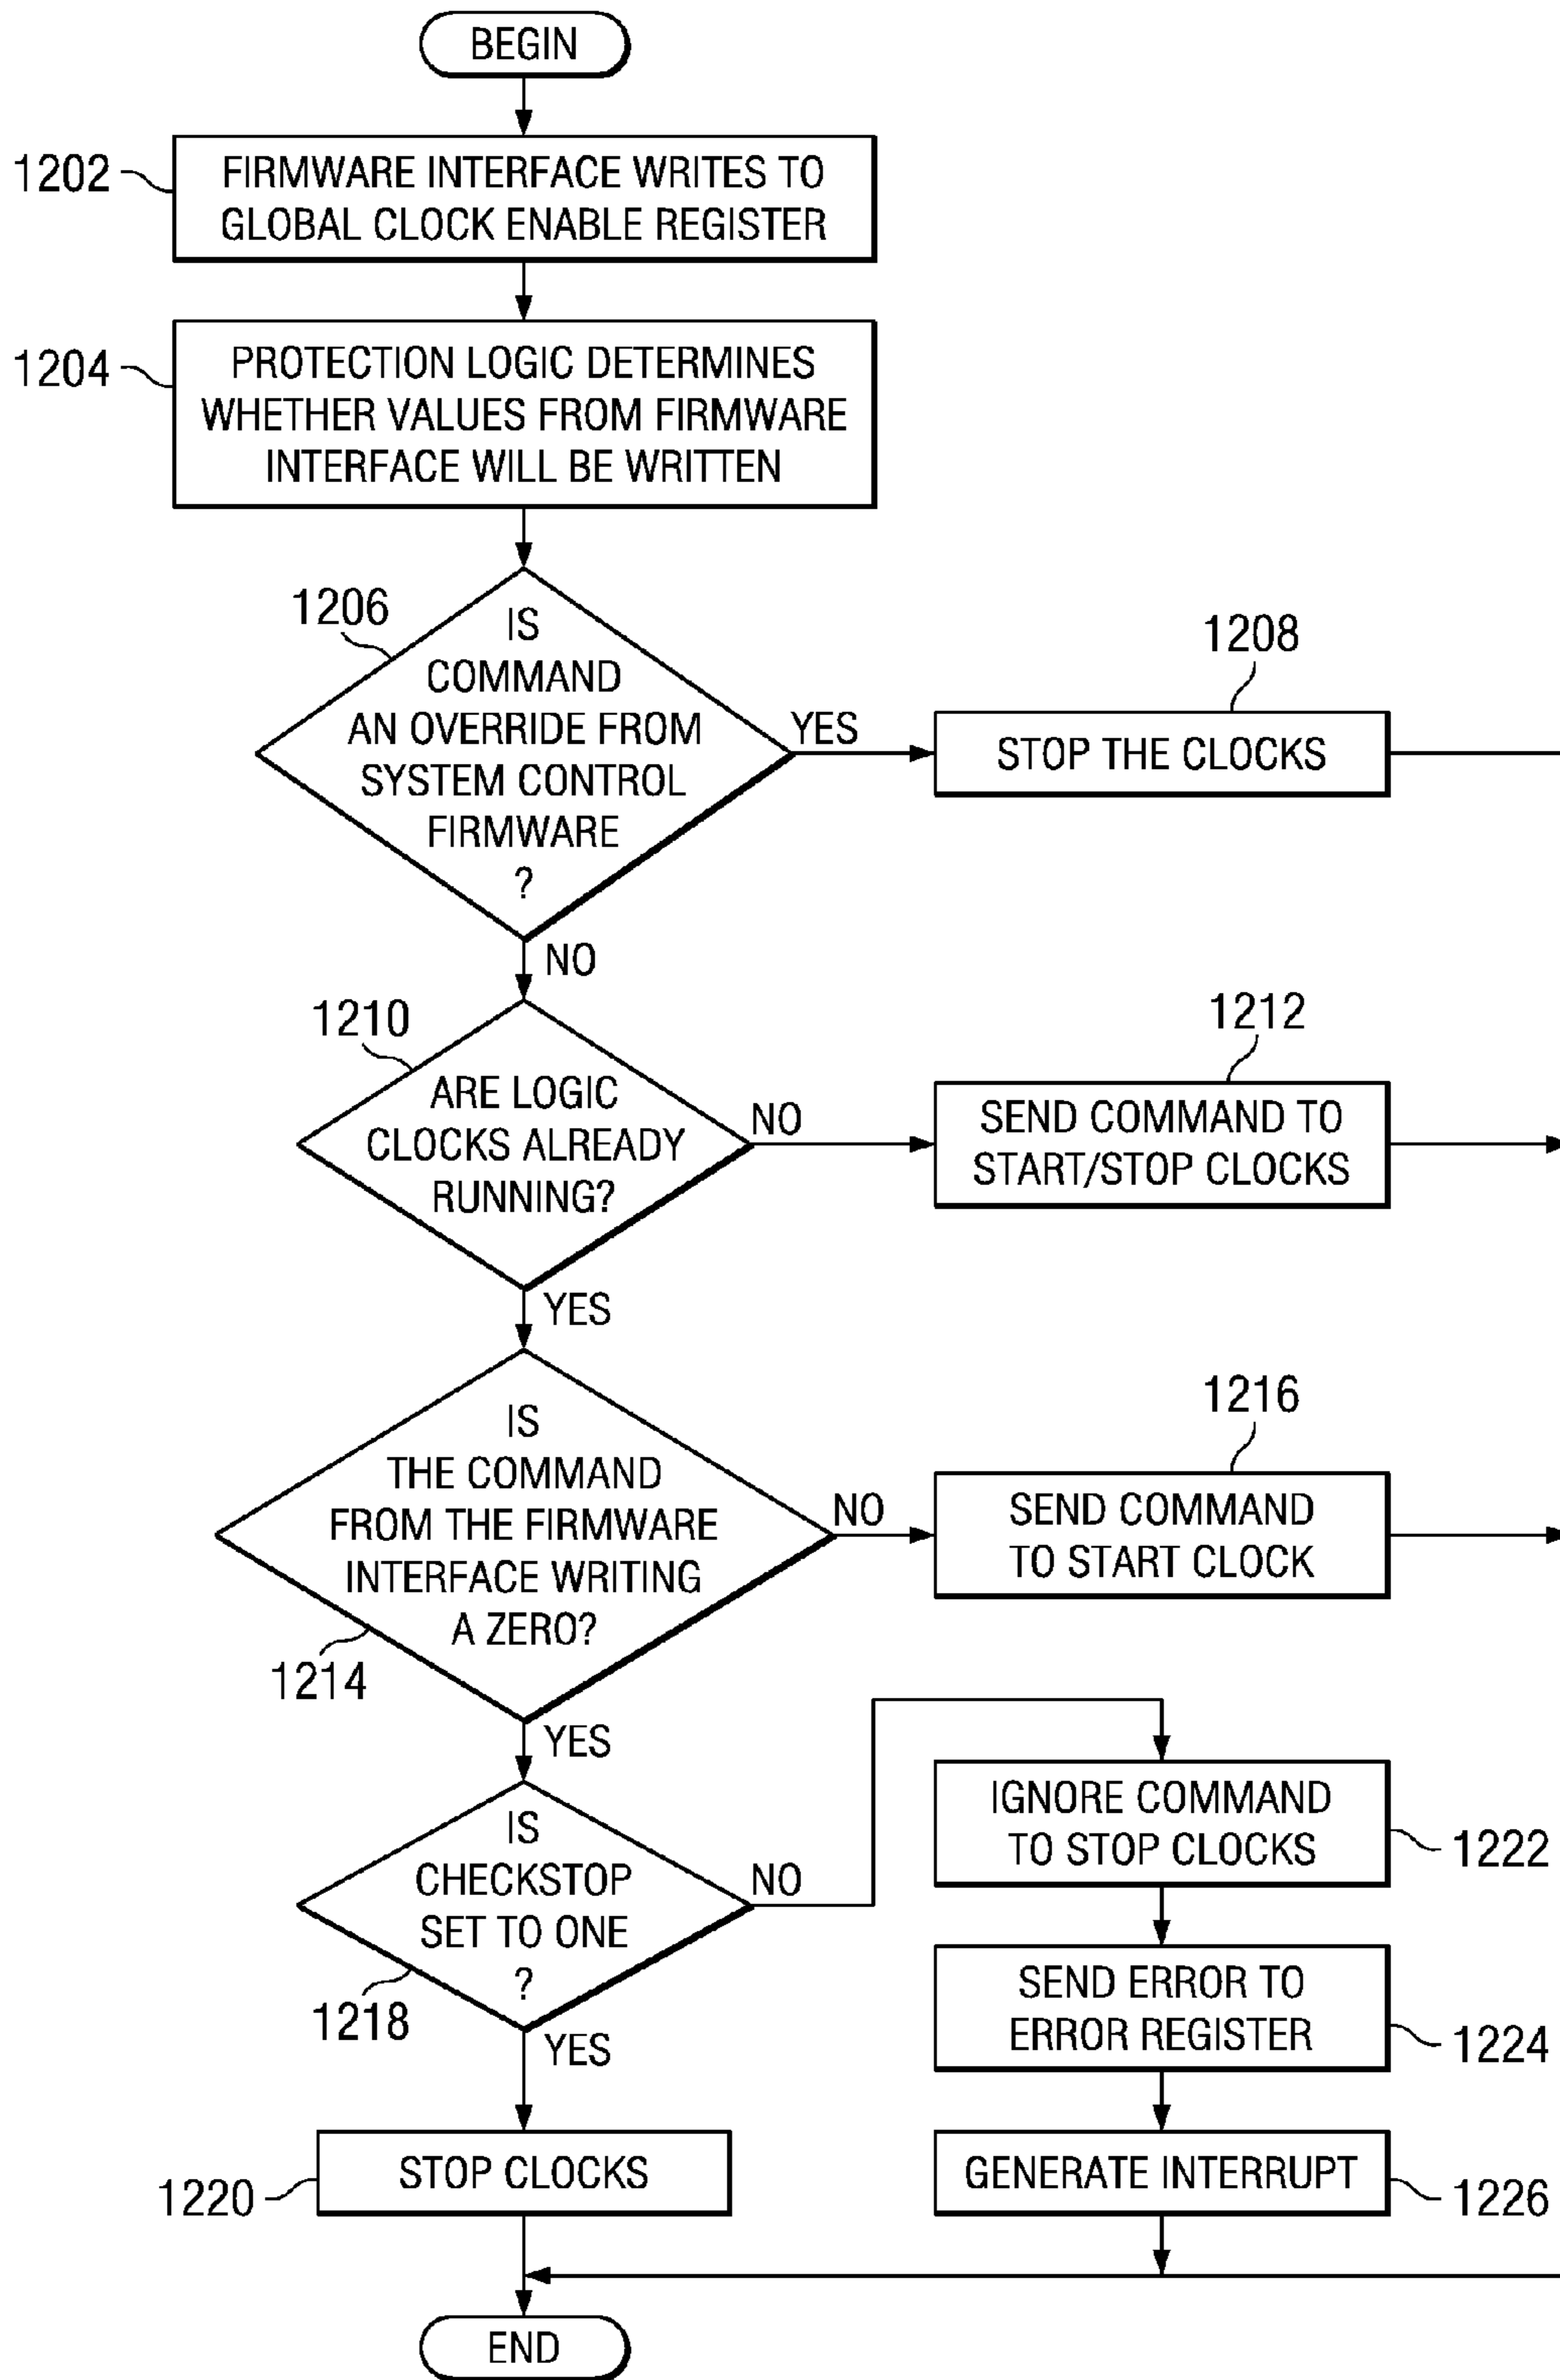 BEGIN
1202
FIRMWARE INTERFACE WRITES TO
GLOBAL CLOCK ENABLE REGISTER
1204
PROTECTION LOGIC DETERMINES
WHETHER VALUES FROM FIRMWARE
INTERFACE WILL BE WRITTEN
1206
IS
COMMAND
AN OVERRIDE FROM
SYSTEM CONTROL
FIRMWARE
?
YES
1208
STOP THE CLOCKS
NO
1210
ARE LOGIC
CLOCKS ALREADY
RUNNING?
NO
1212
SEND COMMAND TO
START/STOP CLOCKS
YES
IS
THE COMMAND
FROM THE FIRMWARE
INTERFACE WRITING
A ZERO?
1214
NO
1216
SEND COMMAND
TO START CLOCK
YES
IS
CHECKSTOP
SET TO ONE
?
1218
NO
IGNORE COMMAND
TO STOP CLOCKS
1222
SEND ERROR TO
ERROR REGISTER
1224
YES
STOP CLOCKS
1220
GENERATE INTERRUPT
1226
END